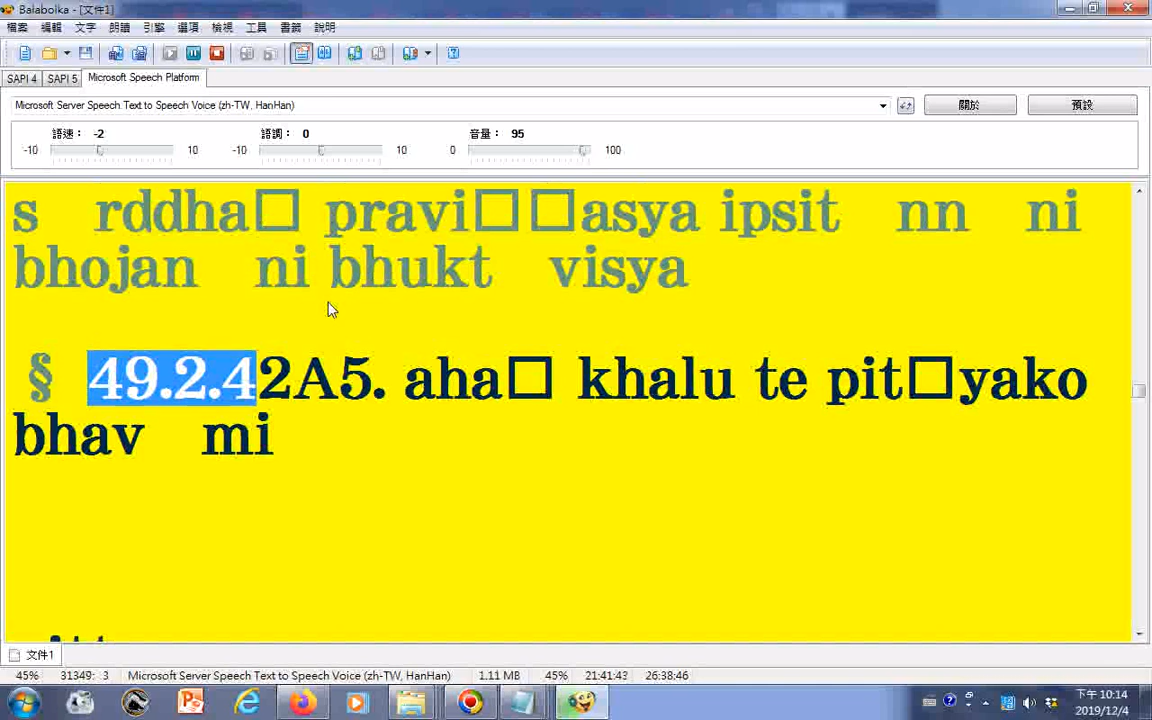 Balabolka - [文件1]
檔案 編輯 文字 朗讀 引擎 選項 檢視 工具 書籤 說明
SAPI 4 SAPI 5 Microsoft Speech Platform
Microsoft Server Speech Text to Speech Voice (zh-TW, HanHan) 關於 預設
語速： -2 語調： 0 音量： 95
-10 10 -10 10 0 100
s rddha□ pravi□□asya ipsit nn ni
bhojan ni bhukt visya
§ 49.2.42A5. aha□ khalu te pit□yako
bhav mi
文件1
45% 31349: 3 Microsoft Server Speech Text to Speech Voice (zh-TW, HanHan) 1.11 MB 45% 21:41:43 26:38:46
下午 10:14
2019/12/4